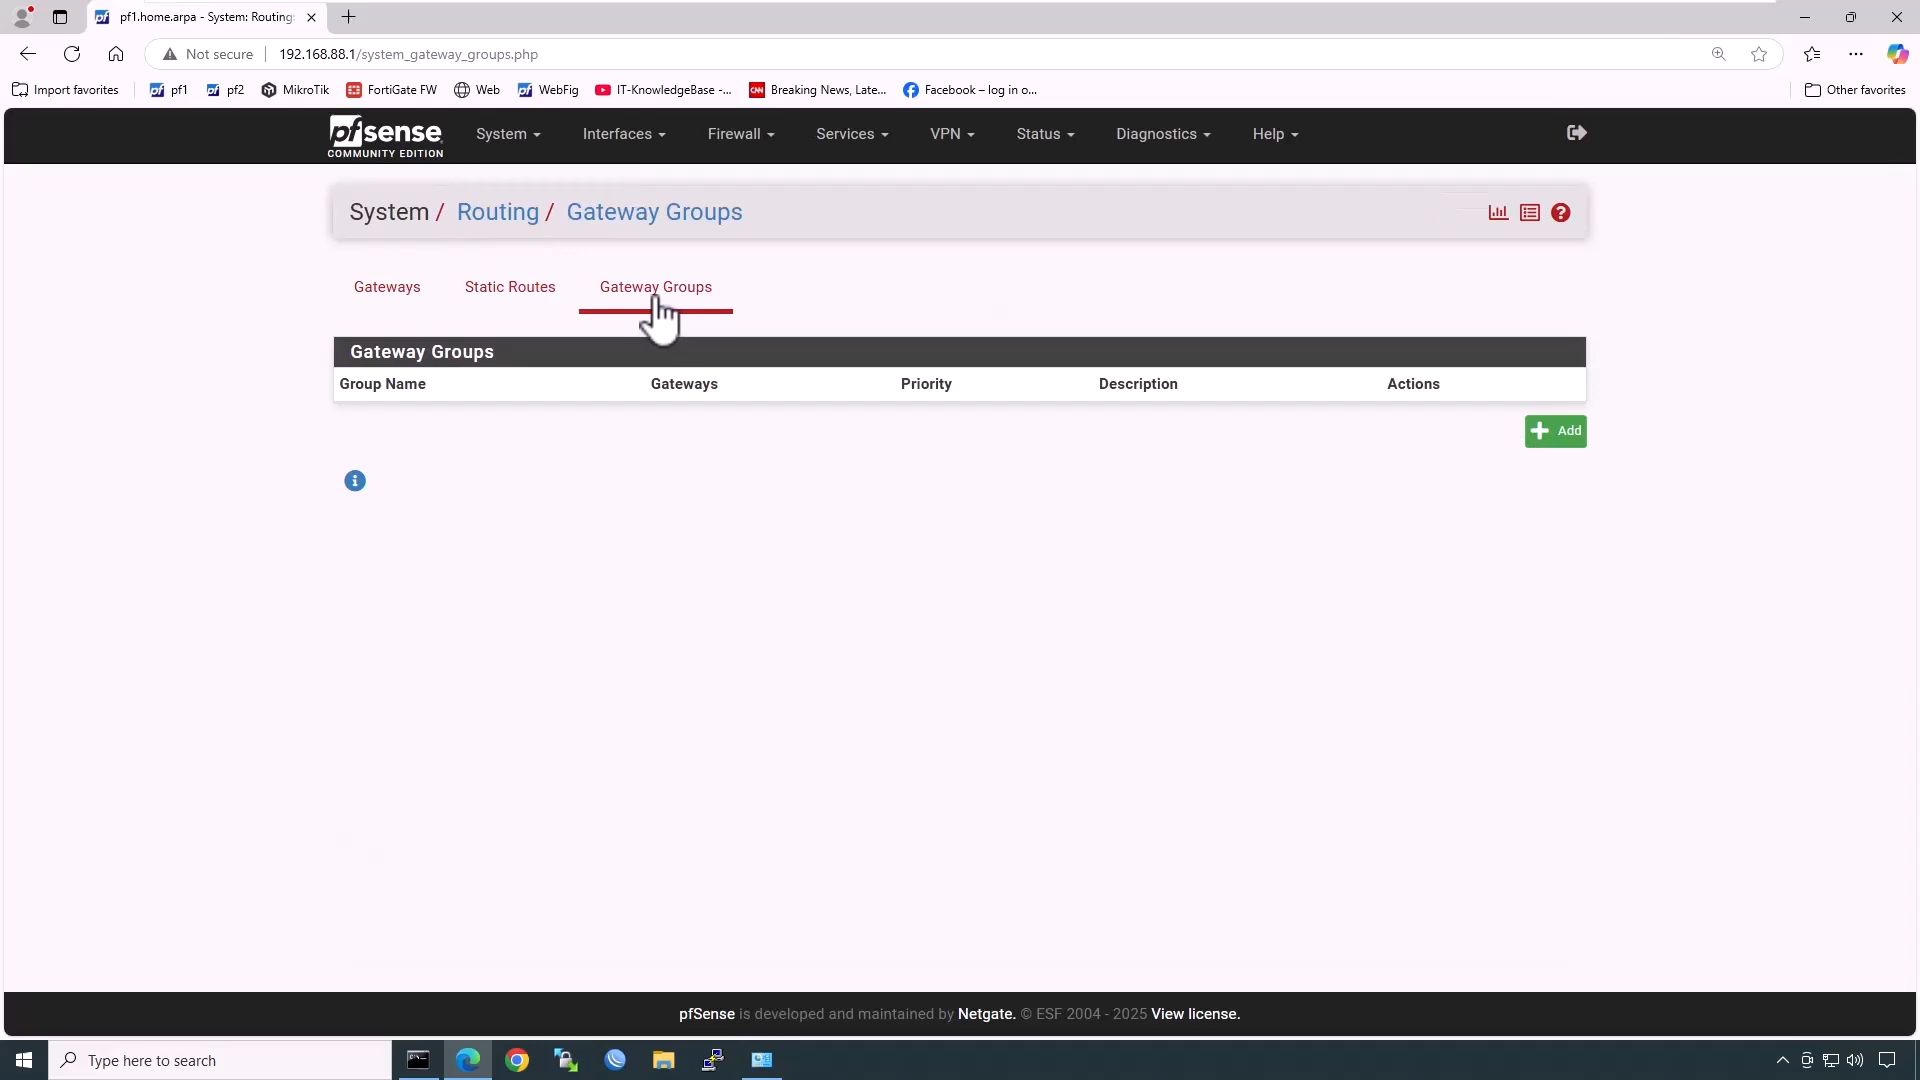 pf1.home.arpa - System: Routing:
Not secure 192.168.88.1/system_gateway_groups.php
Import favorites pf1 pf2 MikroTik FortiGate FW Web WebFig IT-KnowledgeBase -... CNN Breaking News, Late... Facebook – log in o... Other favorites
pfsense System Interfaces Firewall Services VPN Status Diagnostics Help
COMMUNITY EDITION
System / Routing / Gateway Groups
Gateways Static Routes Gateway Groups
Gateway Groups
Group Name Gateways Priority Description Actions
Add
pfSense is developed and maintained by Netgate. © ESF 2004 - 2025 View license.
Type here to search